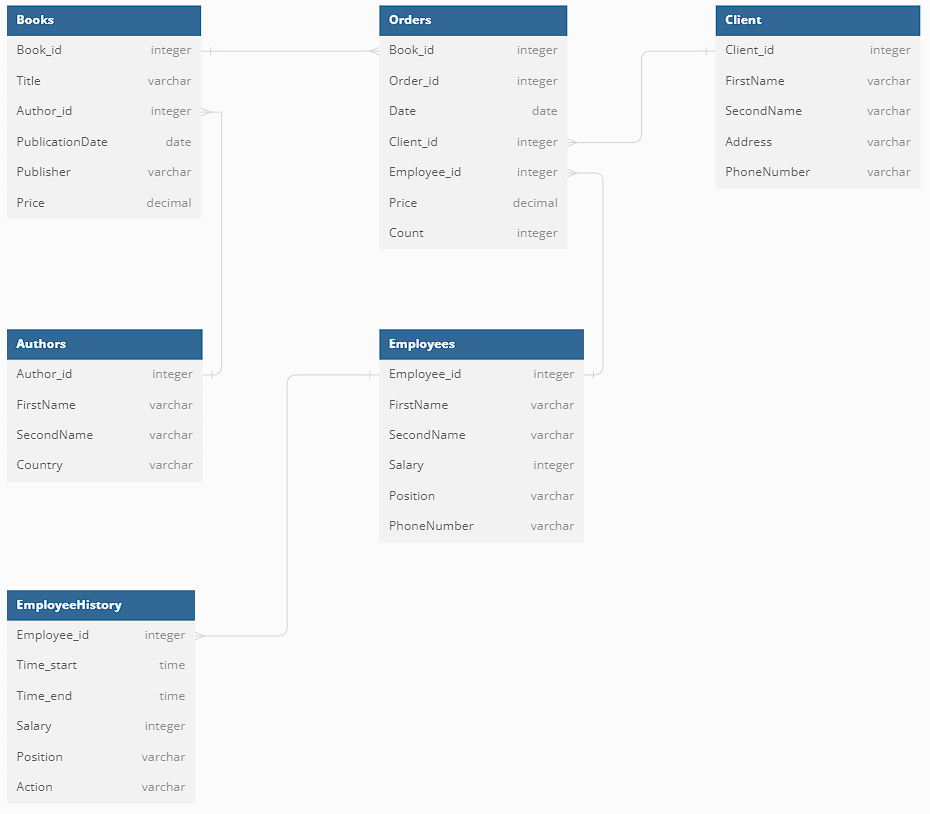 Books
Book_id integer
Title varchar
Author_id integer
PublicationDate date
Publisher varchar
Price decimal
Orders
Book_id integer
Order_id integer
Date date
Client_id integer
Employee_id integer
Price decimal
Count integer
Client
Client_id integer
FirstName varchar
SecondName varchar
Address varchar
PhoneNumber varchar
Authors
Author_id integer
FirstName varchar
SecondName varchar
Country varchar
Employees
Employee_id integer
FirstName varchar
SecondName varchar
Salary integer
Position varchar
PhoneNumber varchar
EmployeeHistory
Employee_id integer
Time_start time
Time_end time
Salary integer
Position varchar
Action varchar